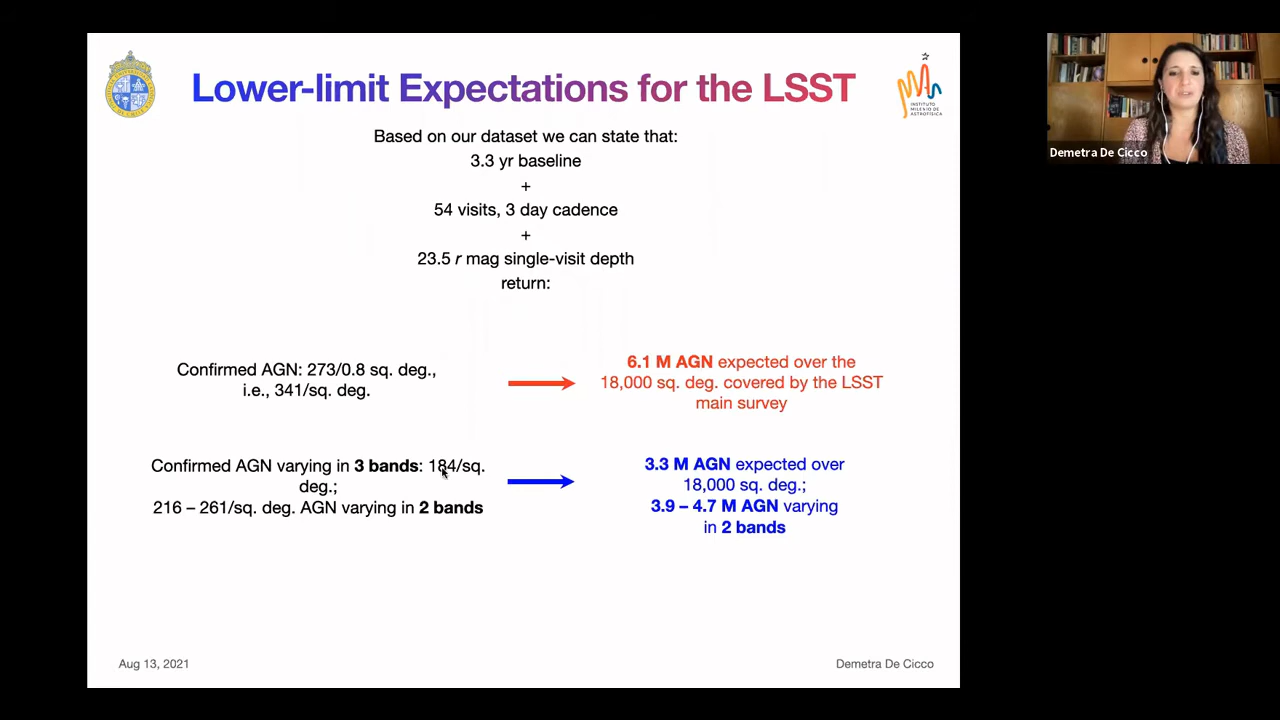 Lower-limit Expectations for the LSST
INSTITUTO
MILENIO DE
ASTROFÍSICA
Based on our dataset we can state that:
3.3 yr baseline
+
54 visits, 3 day cadence
+
23.5 r mag single-visit depth
return:
Confirmed AGN: 273/0.8 sq. deg.,
i.e., 341/sq. deg.
6.1 M AGN expected over the
18,000 sq. deg. covered by the LSST
main survey
Confirmed AGN varying in 3 bands: 184/sq.
deg.;
216 – 261/sq. deg. AGN varying in 2 bands
3.3 M AGN expected over
18,000 sq. deg.;
3.9 – 4.7 M AGN varying
in 2 bands
Aug 13, 2021
Demetra De Cicco
Demetra De Cicco